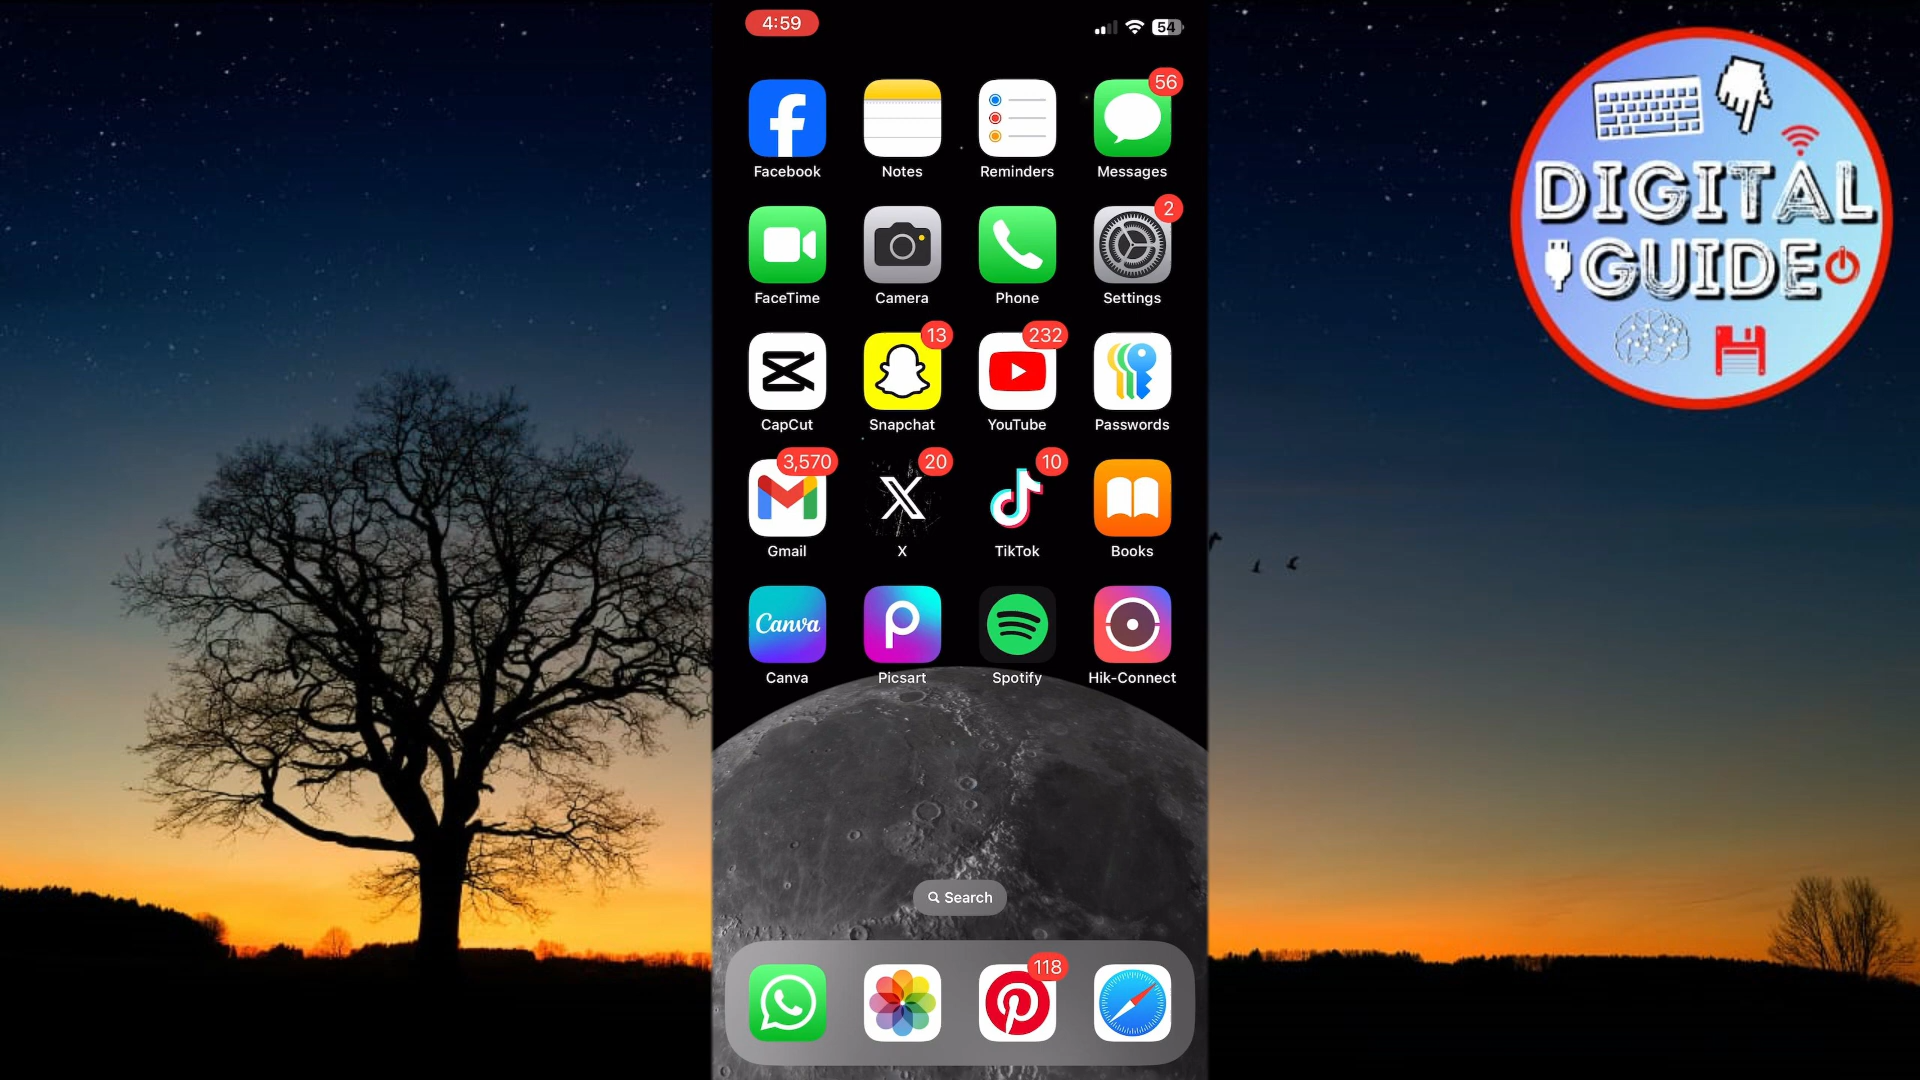 4:59
54
56
Facebook
Notes
Reminders
Messages
2
FaceTime
Camera
Phone
Settings
13
232
CapCut
Snapchat
YouTube
Passwords
3,570
20
10
Gmail
X
TikTok
Books
Canva
Canva
Picsart
Spotify
Hik-Connect
Search
118
DIGITAL
GUIDE